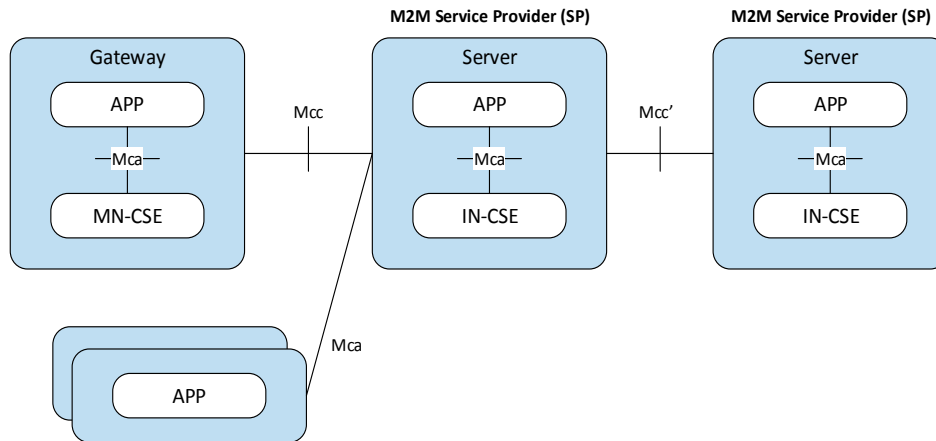 M2M Service Provider (SP)
M2M Service Provider (SP)
Gateway
APP
Mca
MN-CSE
Mcc
Server
APP
Mca
IN-CSE
Mcc’
Server
APP
Mca
IN-CSE
Mca
APP